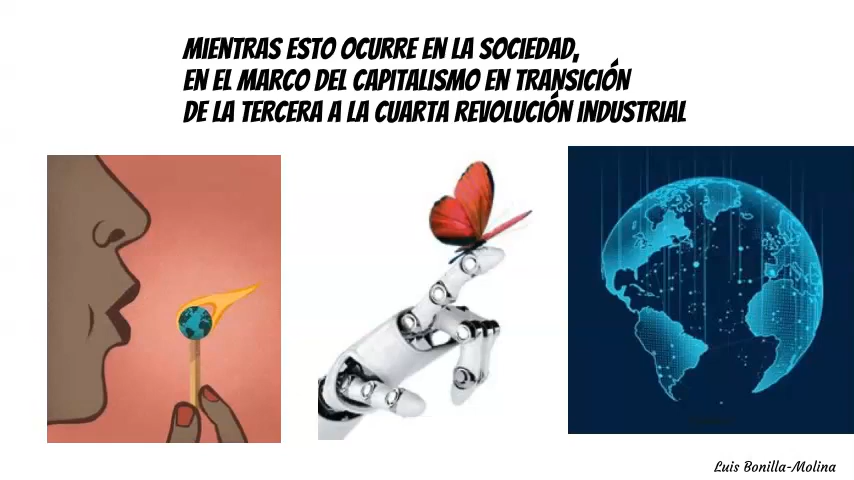 MIENTRAS ESTO OCURRE EN LA SOCIEDAD,
EN EL MARCO DEL CAPITALISMO EN TRANSICIÓN
DE LA TERCERA A LA CUARTA REVOLUCIÓN INDUSTRIAL
Luis Bonilla-Molina